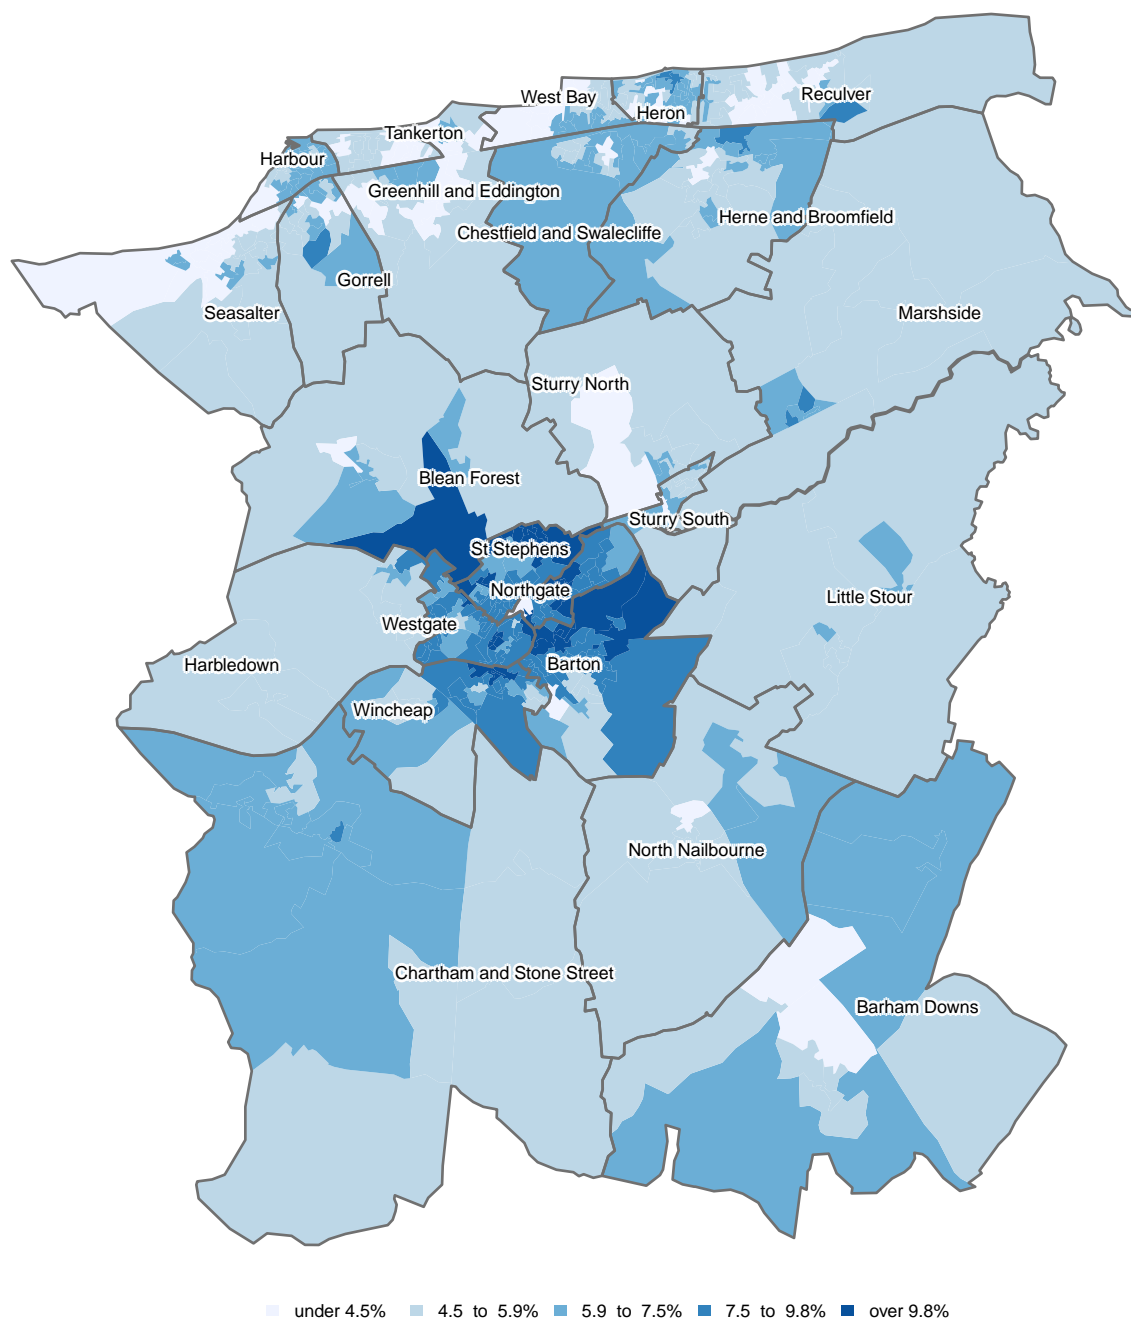 West Bay
Reculver
Heron
Tankerton
Harbour
Greenhill and Eddington
Herne and Broomfield
Chestfield and Swalecliffe
Gorrell
Seasalter
Marshside
Sturry North
Blean Forest
Sturry South
St Stephens
Northgate
Little Stour
Westgate
Harbledown
Barton
Wincheap
North Nailbourne
Chartham and Stone Street
Barham Downs
under 4.5% 4.5 to 5.9% 5.9 to 7.5% 7.5 to 9.8% over 9.8%